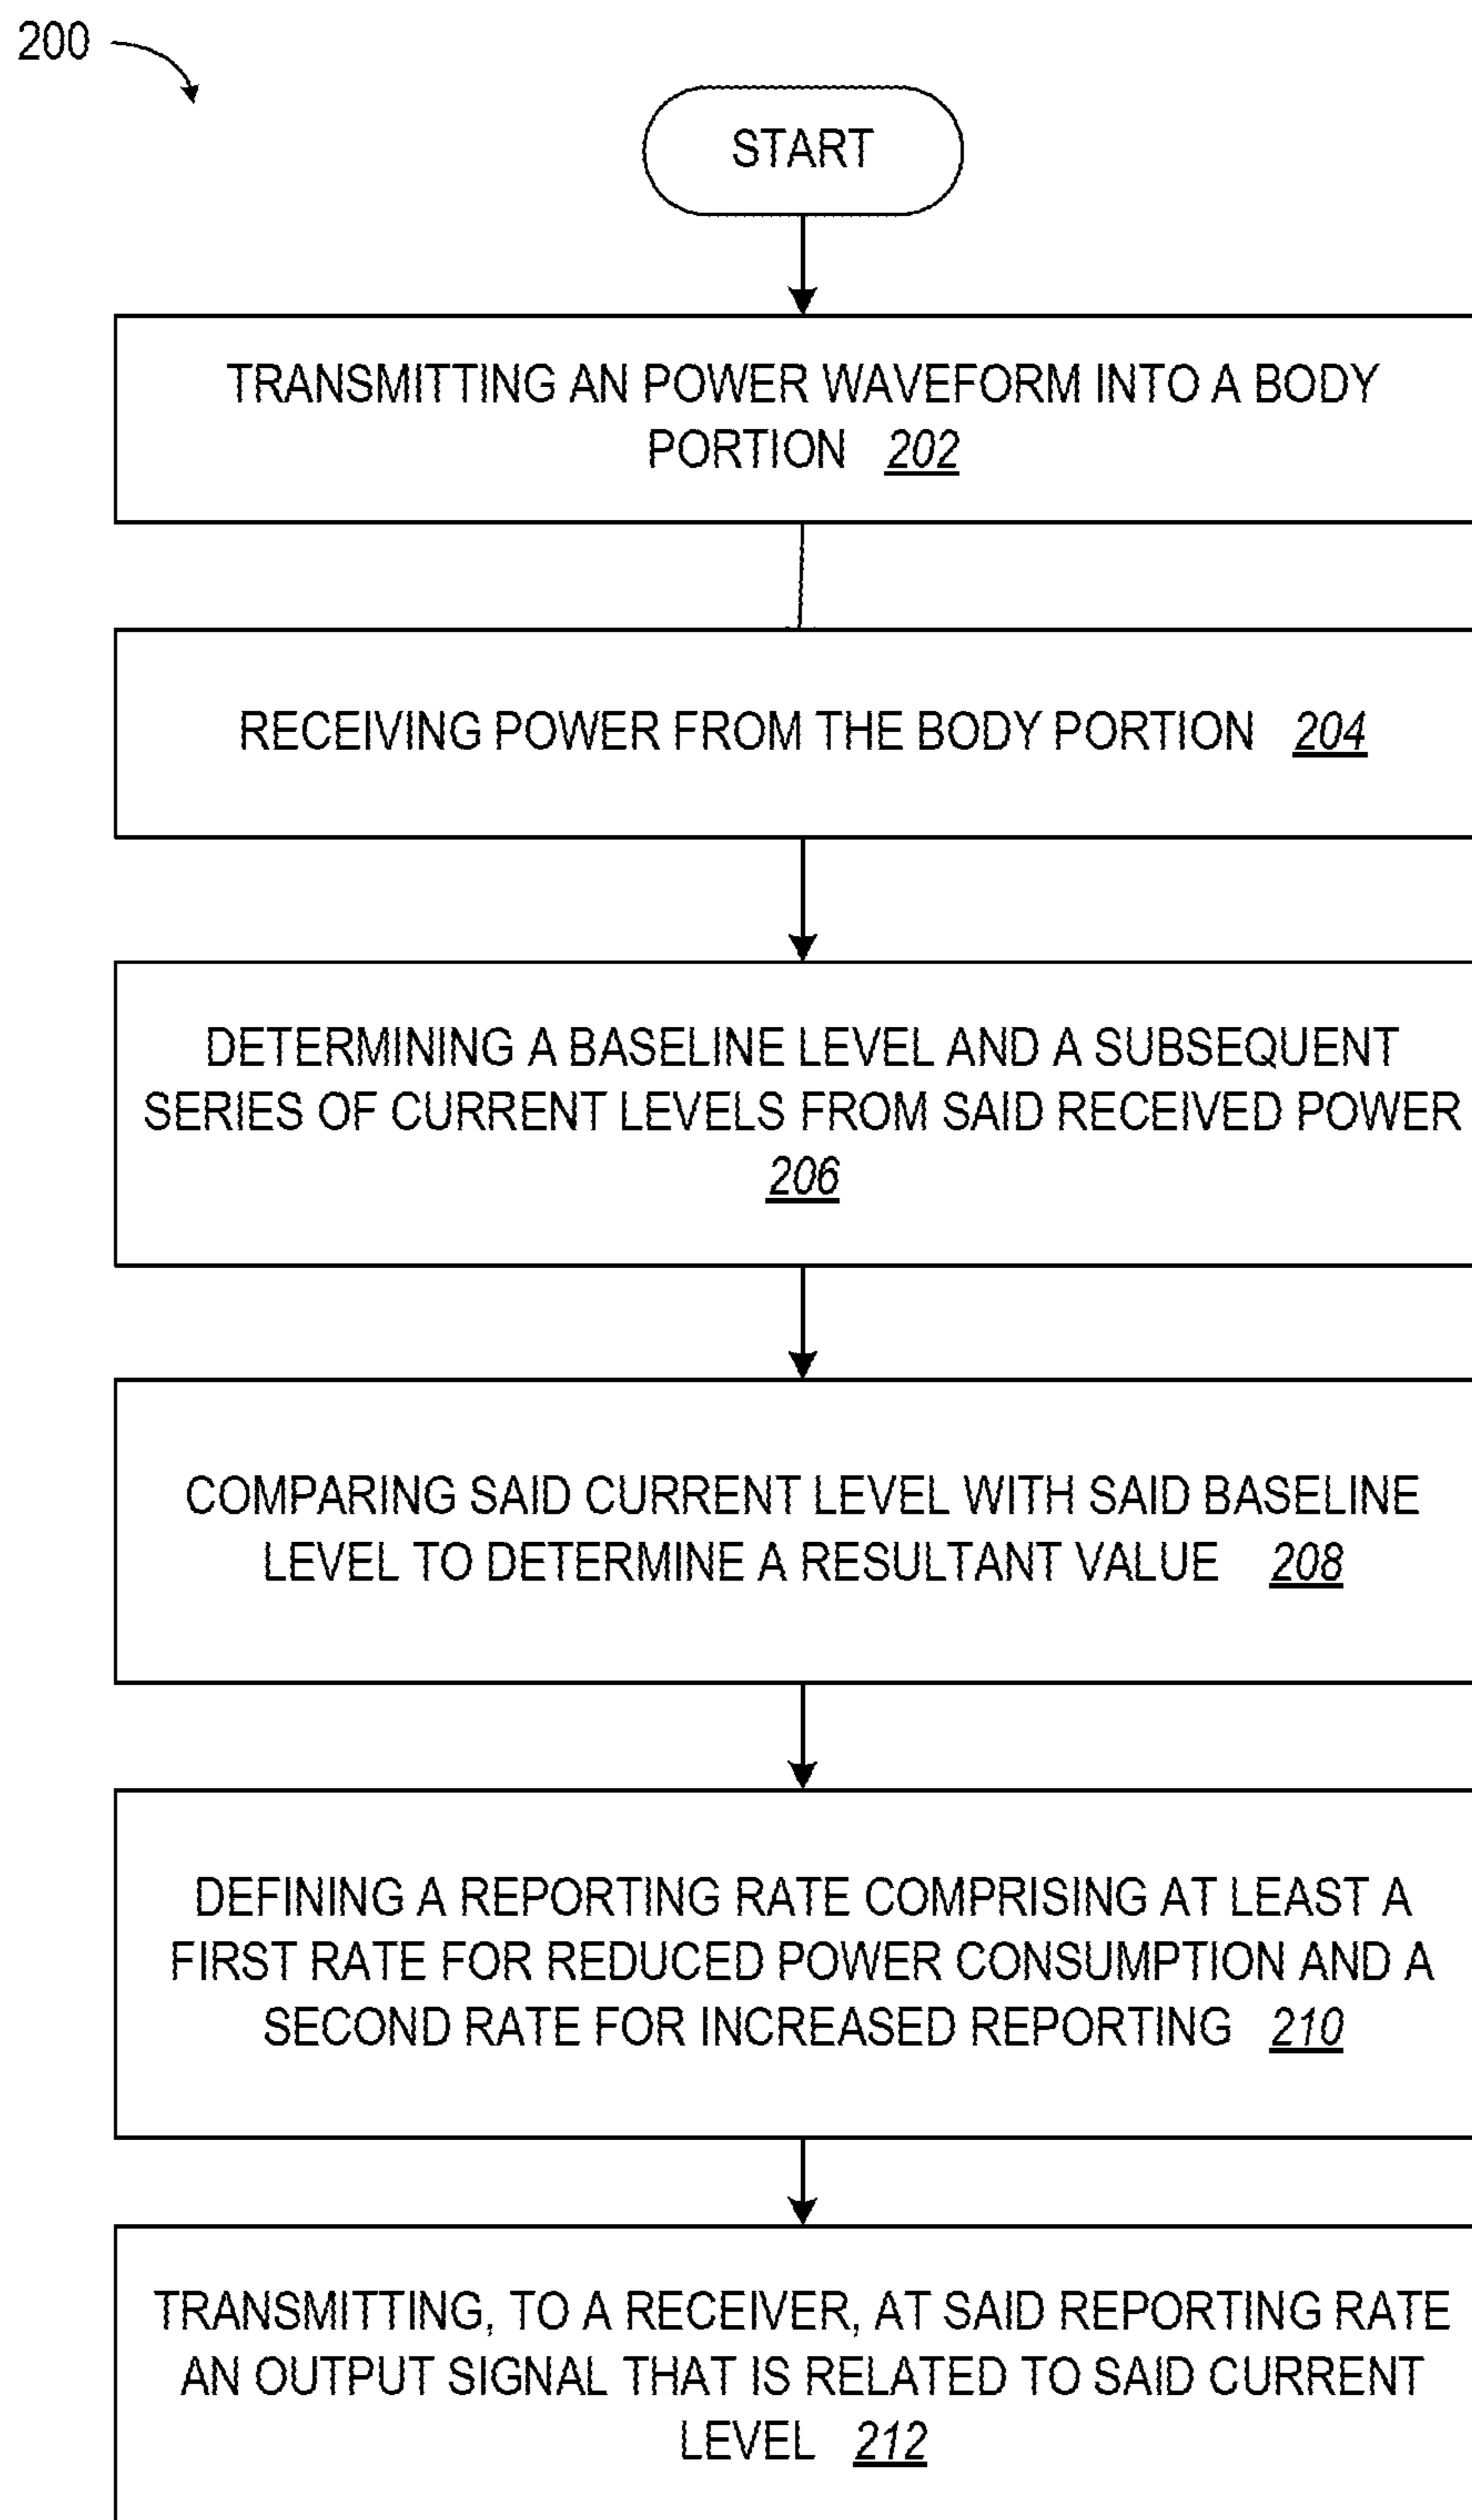 200
START
TRANSMITTING AN POWER WAVEFORM INTO A BODY
PORTION 202
RECEIVING POWER FROM THE BODY PORTION 204
DETERMINING A BASELINE LEVEL AND A SUBSEQUENT
SERIES OF CURRENT LEVELS FROM SAID RECEIVED POWER
206
COMPARING SAID CURRENT LEVEL WITH SAID BASELINE
LEVEL TO DETERMINE A RESULTANT VALUE 208
DEFINING A REPORTING RATE COMPRISING AT LEAST A
FIRST RATE FOR REDUCED POWER CONSUMPTION AND A
SECOND RATE FOR INCREASED REPORTING 210
TRANSMITTING, TO A RECEIVER, AT SAID REPORTING RATE
AN OUTPUT SIGNAL THAT IS RELATED TO SAID CURRENT
LEVEL 212